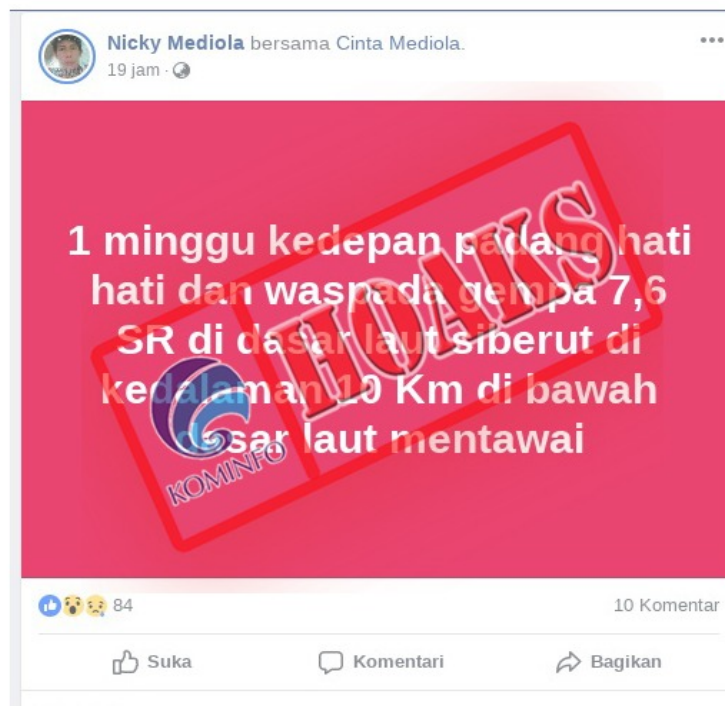 Nicky Mediola bersama Cinta Mediola.
19 jam ·
1 minggu kedepan padang hati
hati dan waspada gempa 7,6
SR di dasar laut siberut di
kedalaman 10 Km di bawah
dasar laut mentawai
HOAKS
KOMINFO
84
10 Komentar
Suka
Komentari
Bagikan